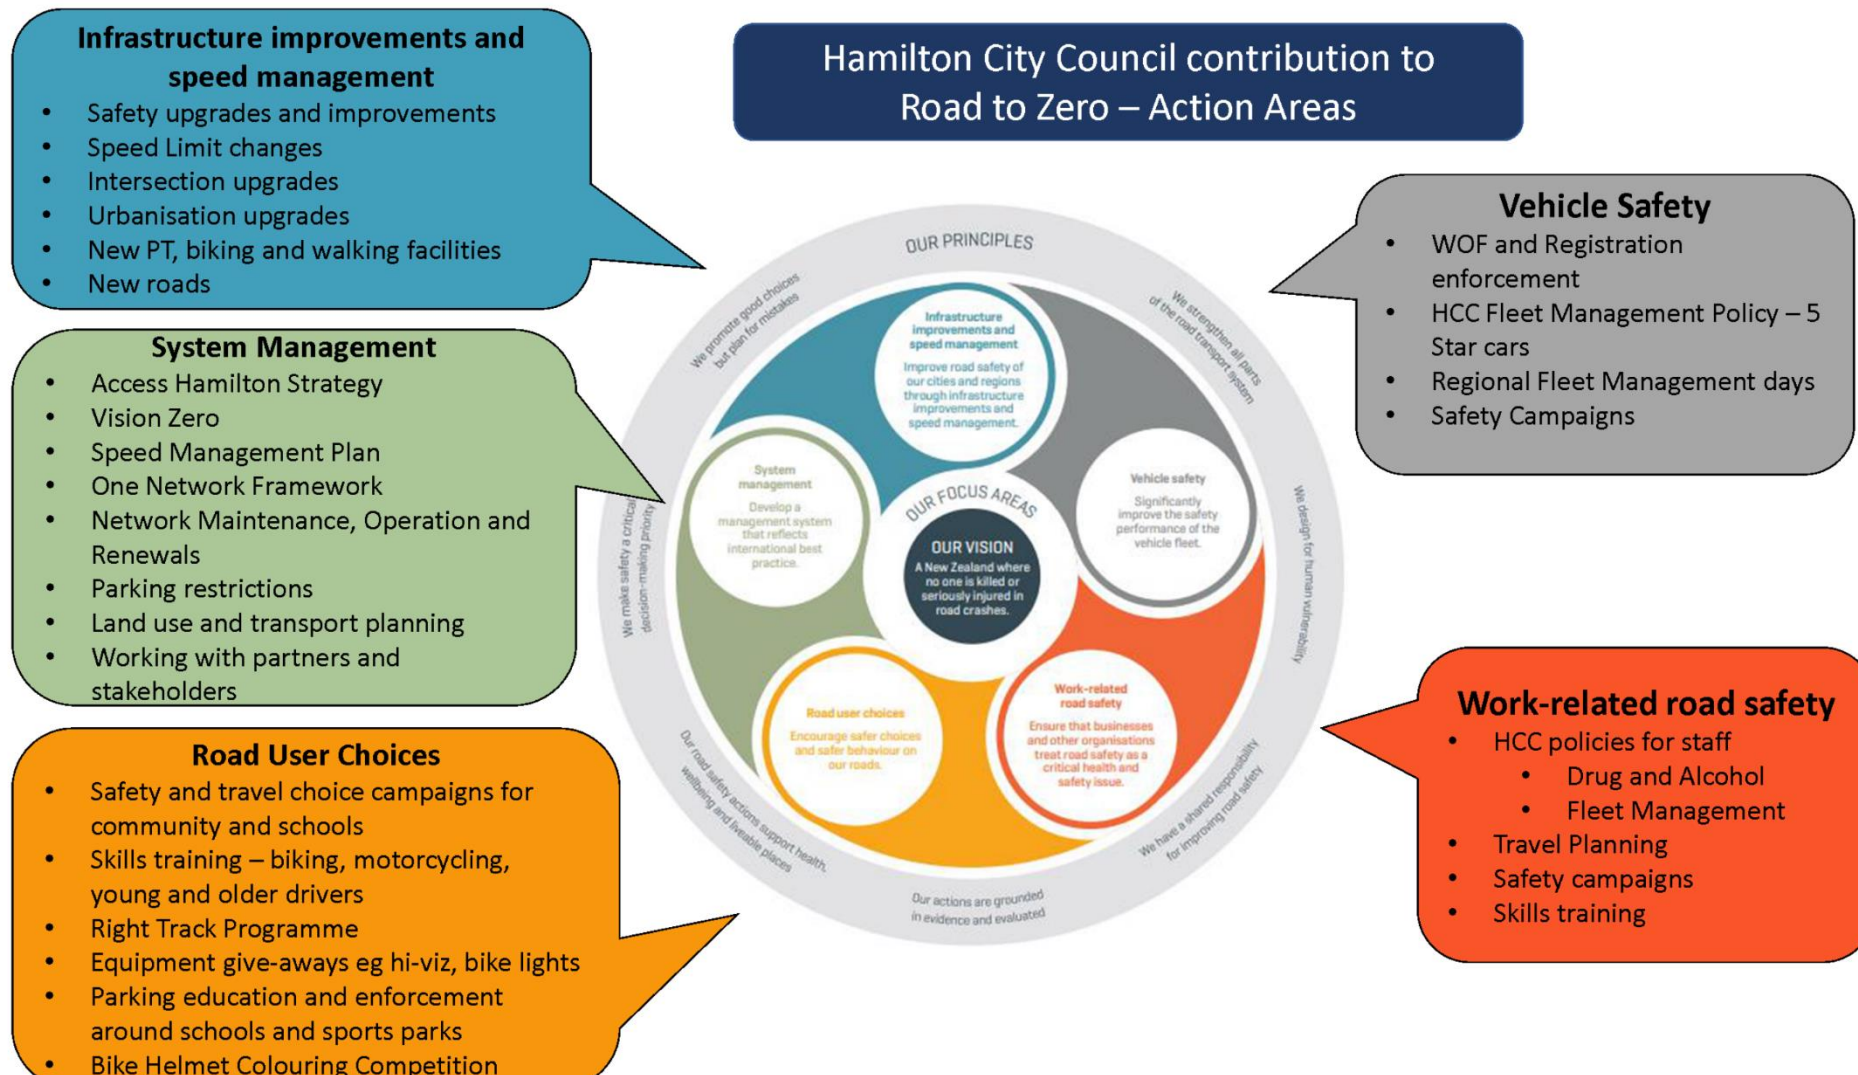 Hamilton City Council contribution to
Road to Zero – Action Areas
Infrastructure improvements and
speed management
• Safety upgrades and improvements
• Speed Limit changes
• Intersection upgrades
• Urbanisation upgrades
• New PT, biking and walking facilities
• New roads
System Management
• Access Hamilton Strategy
• Vision Zero
• Speed Management Plan
• One Network Framework
• Network Maintenance, Operation and
Renewals
• Parking restrictions
• Land use and transport planning
• Working with partners and
stakeholders
Road User Choices
• Safety and travel choice campaigns for
community and schools
• Skills training – biking, motorcycling,
young and older drivers
• Right Track Programme
• Equipment give-aways eg hi-viz, bike lights
• Parking education and enforcement
around schools and sports parks
• Bike Helmet Colouring Competition
OUR PRINCIPLES
We promote good choices
but plan for mistakes
We strengthen all parts
of the road transport system
We design for human vulnerability
We have a shared responsibility
for improving road safety
Our actions are grounded
in evidence and evaluated
Our road safety actions support health,
wellbeing and liveable places
We make safety a critical
decision-making priority
Infrastructure
improvements and
speed management
Improve road safety of
our cities and regions
through infrastructure
improvements and
speed management.
Vehicle safety
Significantly
improve the safety
performance of the
vehicle fleet.
Work-related
road safety
Ensure that businesses
and other organisations
treat road safety as a
critical health and
safety issue.
Road user choices
Encourage safer choices
and safer behaviour on
our roads.
System
management
Develop a
management system
that reflects
international best
practice.
OUR FOCUS AREAS
OUR VISION
A New Zealand where
no one is killed or
seriously injured in
road crashes.
Vehicle Safety
• WOF and Registration
enforcement
• HCC Fleet Management Policy – 5
Star cars
• Regional Fleet Management days
• Safety Campaigns
Work-related road safety
• HCC policies for staff
• Drug and Alcohol
• Fleet Management
• Travel Planning
• Safety campaigns
• Skills training